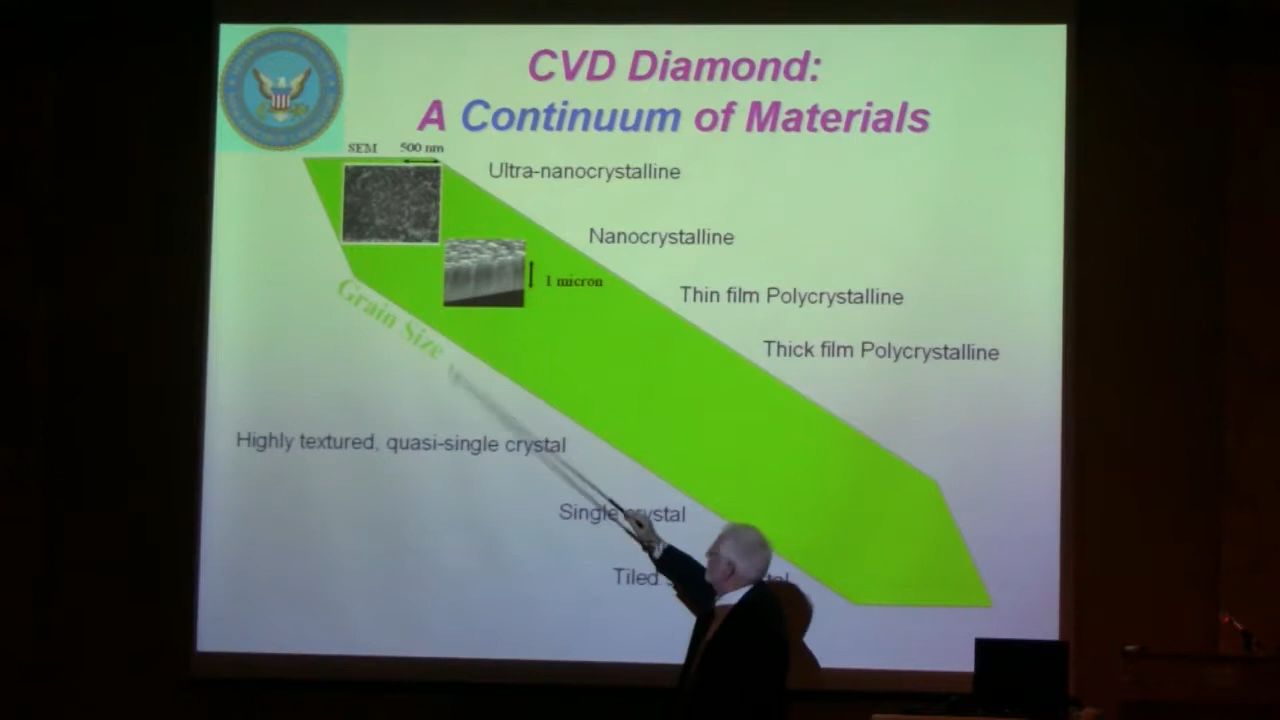 CVD Diamond:
A Continuum of Materials
SEM 500 nm
Ultra-nanocrystalline
Nanocrystalline
1 micron
Thin film Polycrystalline
Grain Size
Thick film Polycrystalline
Highly textured, quasi-single crystal
Single crystal
Tiled